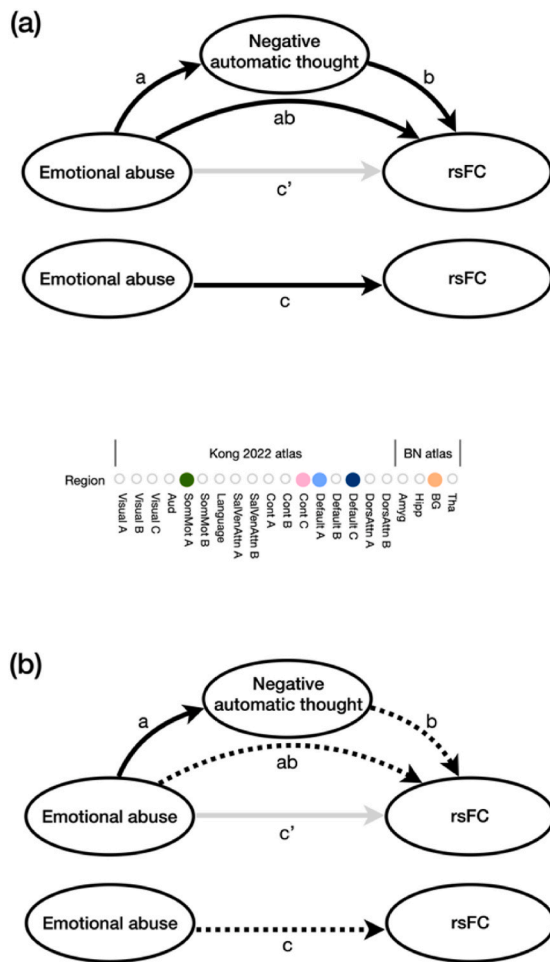 (a)
Negative
automatic thought
a
b
ab
Emotional abuse
rsFC
c'
Emotional abuse
rsFC
c
Kong 2022 atlas
BN atlas
Region
Visual A
Visual B
Visual C
Aud
SomMot A
SomMot B
Language
SalVenAttn A
SalVenAttn B
Cont A
Cont B
Cont C
Default A
Default B
Default C
DorsAttn A
DorsAttn B
Amyg
Hipp
BG
Tha
(b)
Negative
automatic thought
a
b
ab
Emotional abuse
rsFC
c'
Emotional abuse
rsFC
c